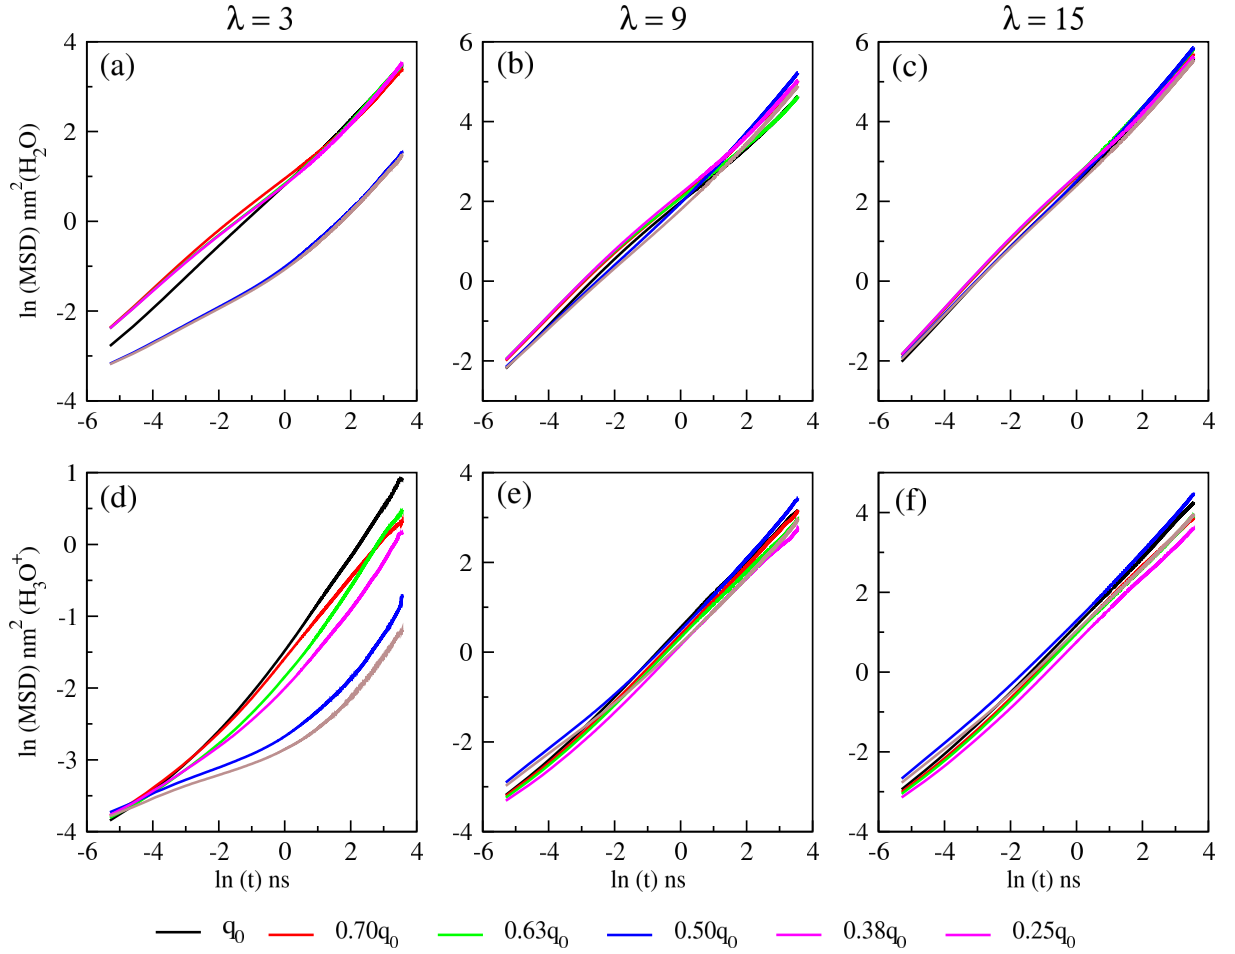 λ = 3 λ = 9 λ = 15
(a) (b) (c)
ln (MSD) nm²(H₂O)
4
2
0
-2
-4
-6 -4 -2 0 2 4
6
4
2
0
-2
-6 -4 -2 0 2 4
6
4
2
0
-2
-6 -4 -2 0 2 4
(d) (e) (f)
ln (MSD) nm²(H₃O⁺)
1
0
-1
-2
-3
-4
-6 -4 -2 0 2 4
ln (t) ns
4
2
0
-2
-4
-6 -4 -2 0 2 4
ln (t) ns
4
2
0
-2
-4
-6 -4 -2 0 2 4
ln (t) ns
q₀ 0.70q₀ 0.63q₀ 0.50q₀ 0.38q₀ 0.25q₀